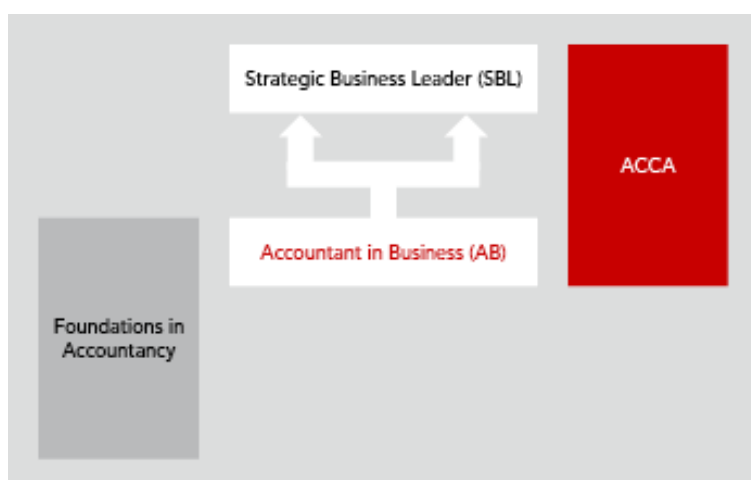 Strategic Business Leader (SBL)
ACCA
Accountant in Business (AB)
Foundations in
Accountancy